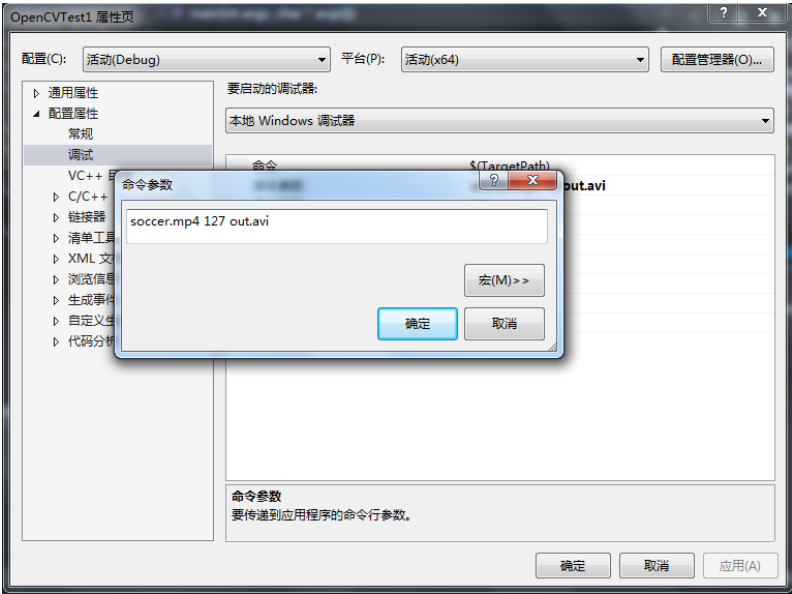 OpenCVTest1 属性页
配置(C):
活动(Debug)
平台(P):
活动(x64)
配置管理器(O)...
通用属性
配置属性
常规
调试
VC++
C/C++
链接器
清单工具
XML 文
浏览信息
生成事件
自定义生
代码分析
要启动的调试器:
本地 Windows 调试器
命令
$(TargetPath)
out.avi
命令参数
soccer.mp4 127 out.avi
宏(M)>>
确定
取消
命令参数
要传递到应用程序的命令行参数。
确定
取消
应用(A)